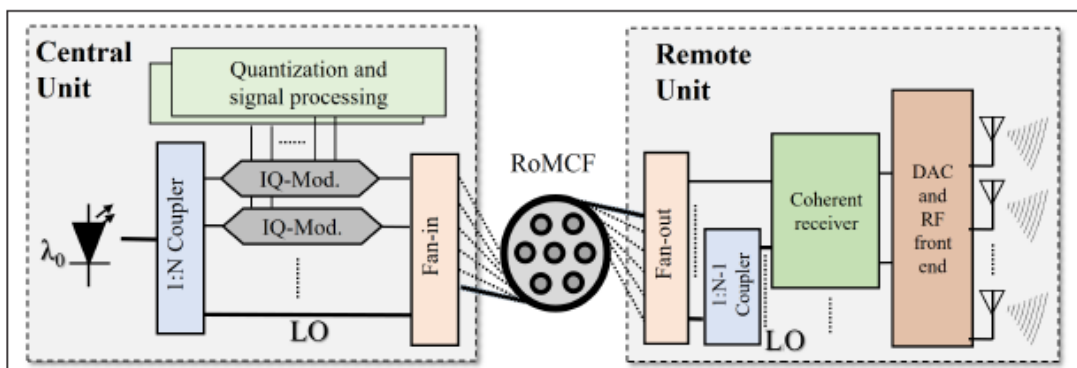 Central
Unit
Quantization and
signal processing
λ0
1:N Coupler
IQ-Mod.
IQ-Mod.
LO
Fan-in
RoMCF
Remote
Unit
Fan-out
1:N-1
Coupler
LO
Coherent
receiver
DAC
and
RF
front
end